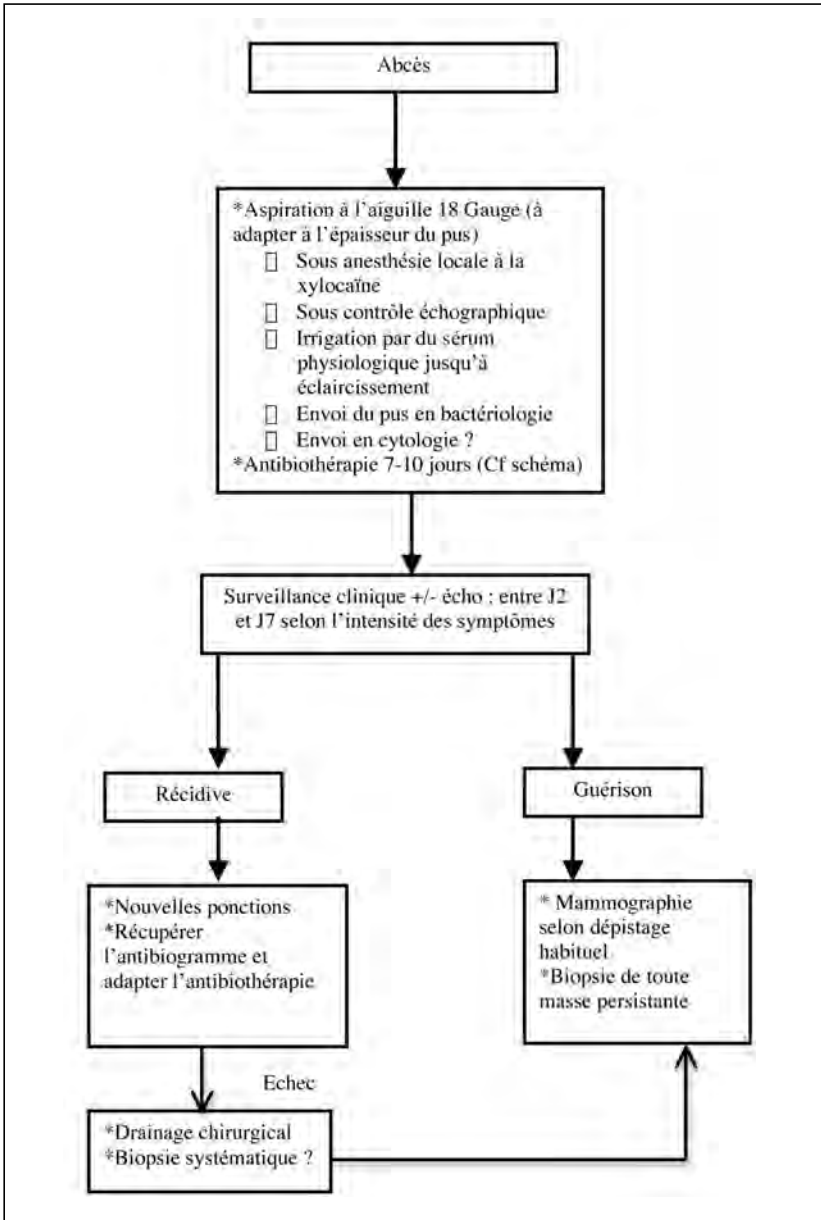 Abcès
*Aspiration à l'aiguille 18 Gauge (à
adapter à l'épaisseur du pus)
Sous anesthésie locale à la
xylocaïne
Sous contrôle échographique
Irrigation par du sérum
physiologique jusqu'à
éclaircissement
Envoi du pus en bactériologie
Envoi en cytologie ?
*Antibiothérapie 7-10 jours (Cf schéma)
Surveillance clinique +/- écho : entre J2
et J7 selon l'intensité des symptômes
Récidive
Guérison
*Nouvelles ponctions
*Récupérer
l'antibiogramme et
adapter l'antibiothérapie
* Mammographie
selon dépistage
habituel
*Biopsie de toute
masse persistante
Echec
*Drainage chirurgical
*Biopsie systématique ?